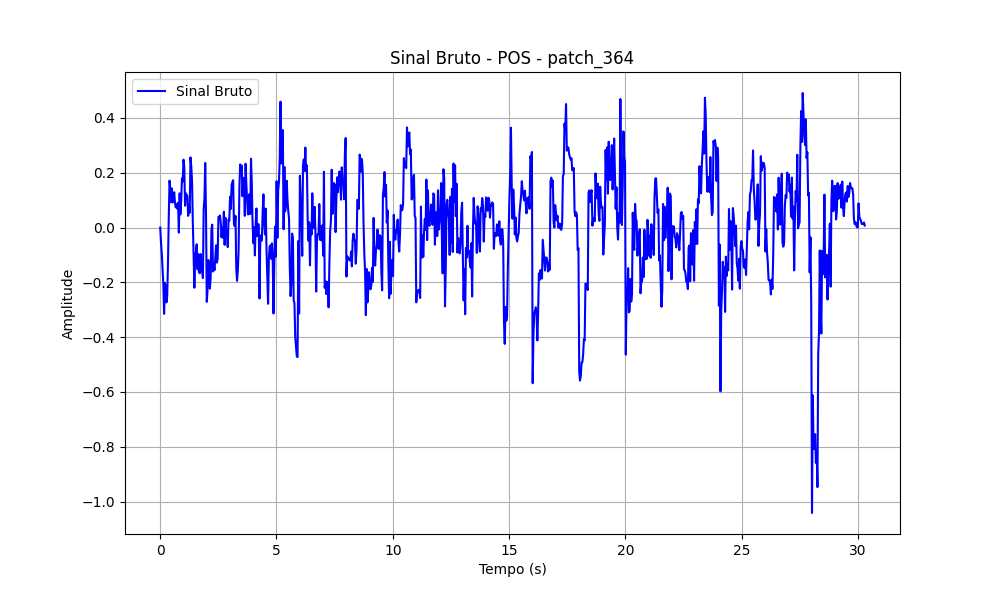 Sinal Bruto - POS - patch_364
Sinal Bruto
0.4
0.2
0.0
−0.2
−0.4
−0.6
−0.8
−1.0
Amplitude
0 5 10 15 20 25 30
Tempo (s)